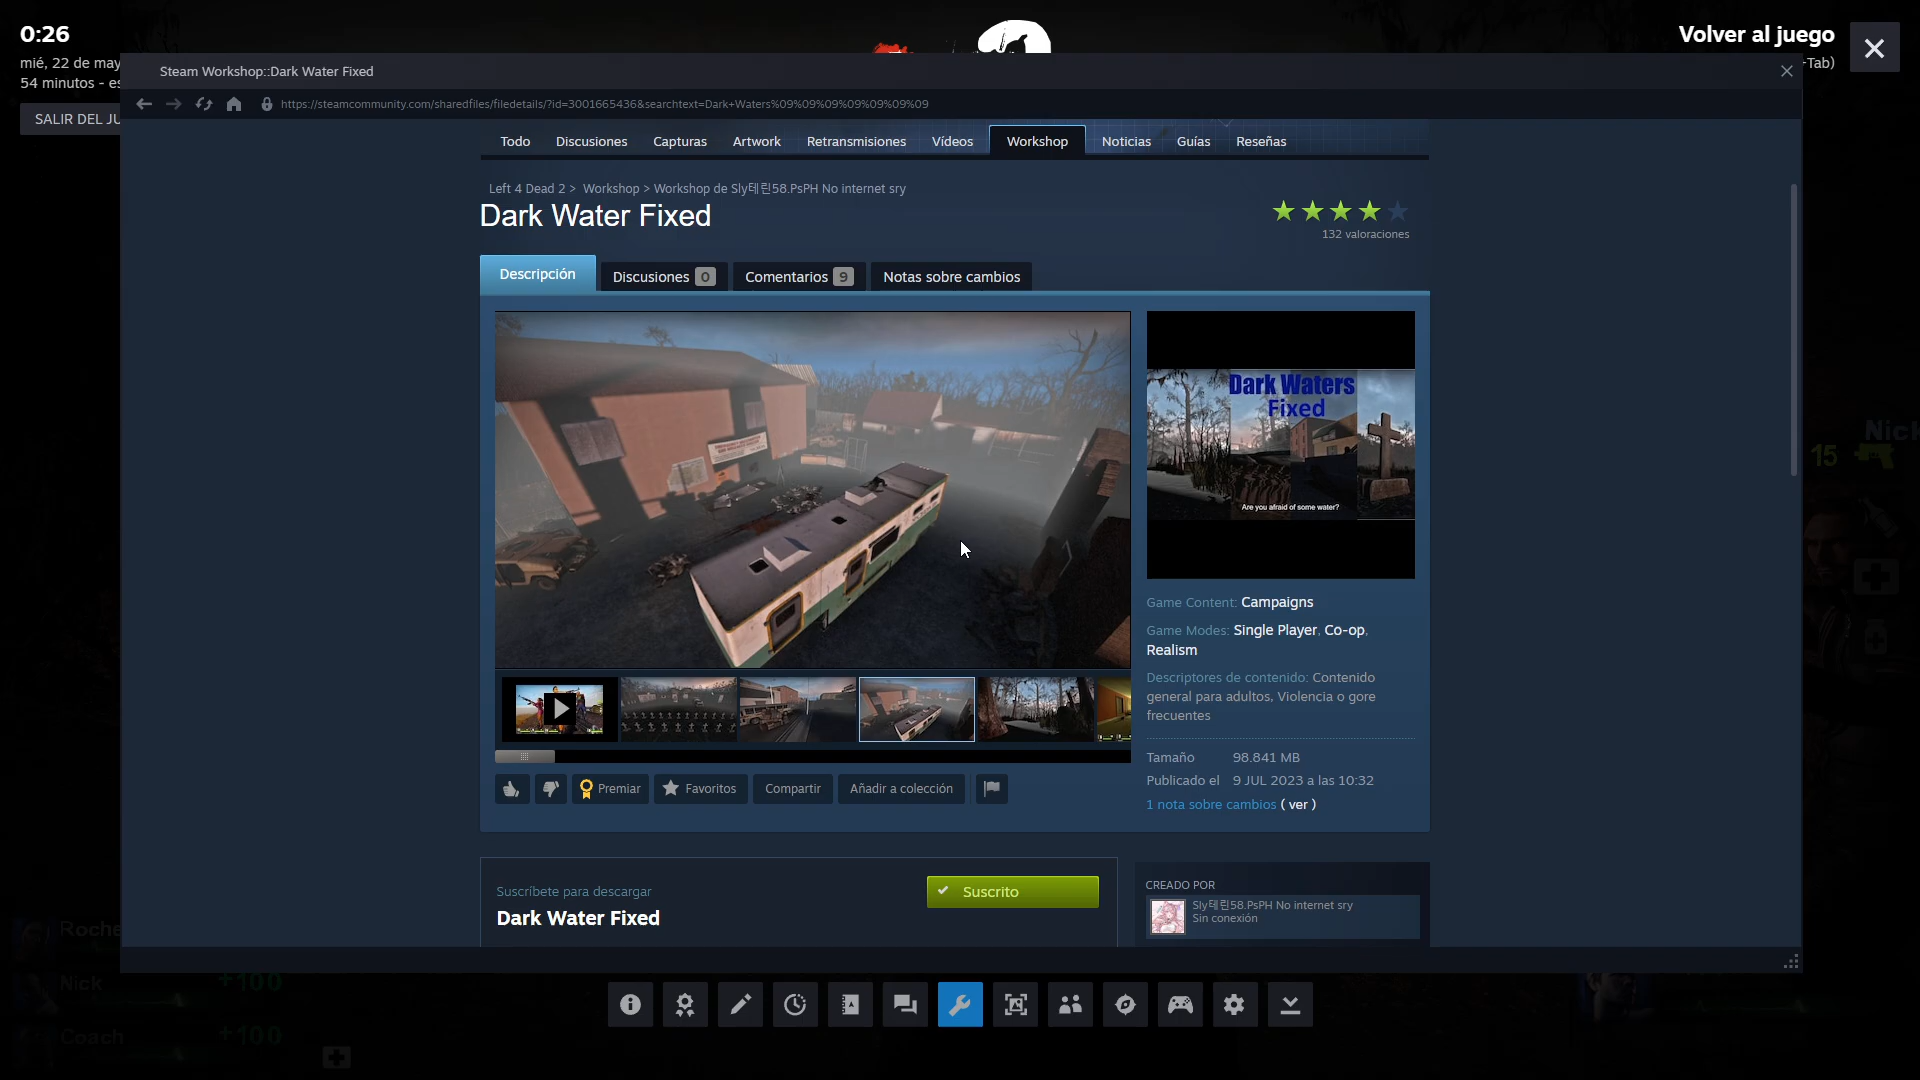 0:26
mié, 22 de may
54 minutos - es
SALIR DEL JU
Volver al juego
-Tab)
Steam Workshop::Dark Water Fixed
https://steamcommunity.com/sharedfiles/filedetails/?id=3001665436&searchtext=Dark+Waters%09%09%09%09%09%09%09
Todo Discusiones Capturas Artwork Retransmisiones Vídeos Workshop Noticias Guías Reseñas
Left 4 Dead 2 > Workshop > Workshop de Sly테린58.PsPH No internet sry
Dark Water Fixed
132 valoraciones
Descripción Discusiones 0 Comentarios 9 Notas sobre cambios
Dark Waters
Fixed
Are you afraid of some water?
Game Content: Campaigns
Game Modes: Single Player, Co-op,
Realism
Descriptores de contenido: Contenido
general para adultos, Violencia o gore
frecuentes
Tamaño 98.841 MB
Publicado el 9 JUL 2023 a las 10:32
1 nota sobre cambios ( ver )
Premiar Favoritos Compartir Añadir a colección
Suscríbete para descargar
Dark Water Fixed
Suscrito
CREADO POR
Sly테린58.PsPH No internet sry
Sin conexión
Nick
15
Roche
Nick +100
Coach +100